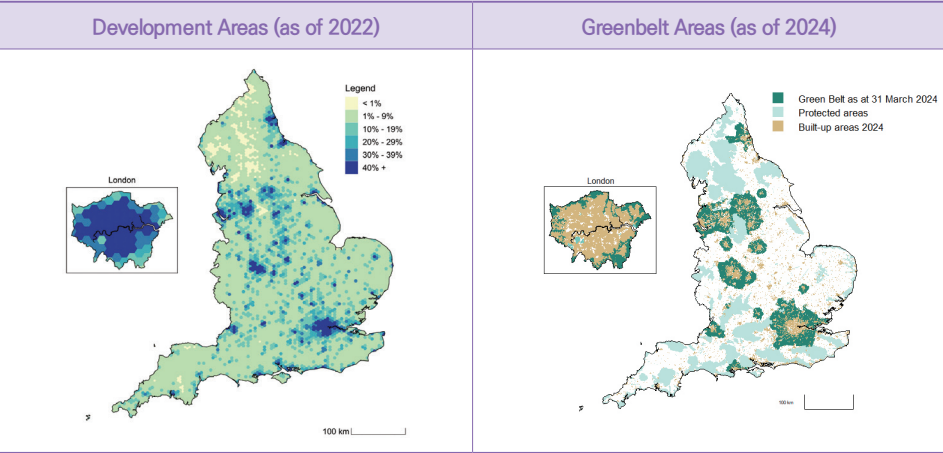 Development Areas (as of 2022)
Greenbelt Areas (as of 2024)
Legend
< 1%
1% - 9%
10% - 19%
20% - 29%
30% - 39%
40% +
London
100 km
Green Belt as at 31 March 2024
Protected areas
Built-up areas 2024
London
100 km